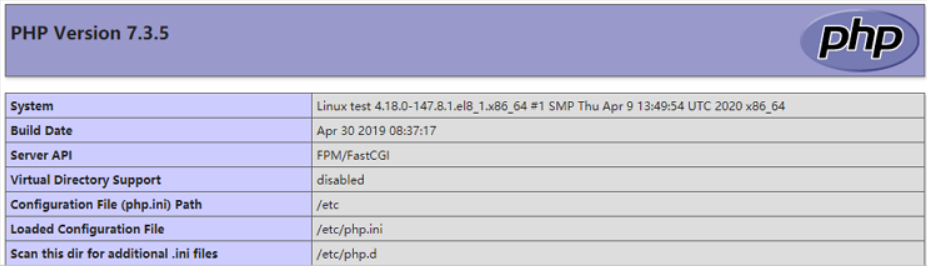 PHP Version 7.3.5
php
System Linux test 4.18.0-147.8.1.el8_1.x86_64 #1 SMP Thu Apr 9 13:49:54 UTC 2020 x86_64
Build Date Apr 30 2019 08:37:17
Server API FPM/FastCGI
Virtual Directory Support disabled
Configuration File (php.ini) Path /etc
Loaded Configuration File /etc/php.ini
Scan this dir for additional .ini files /etc/php.d